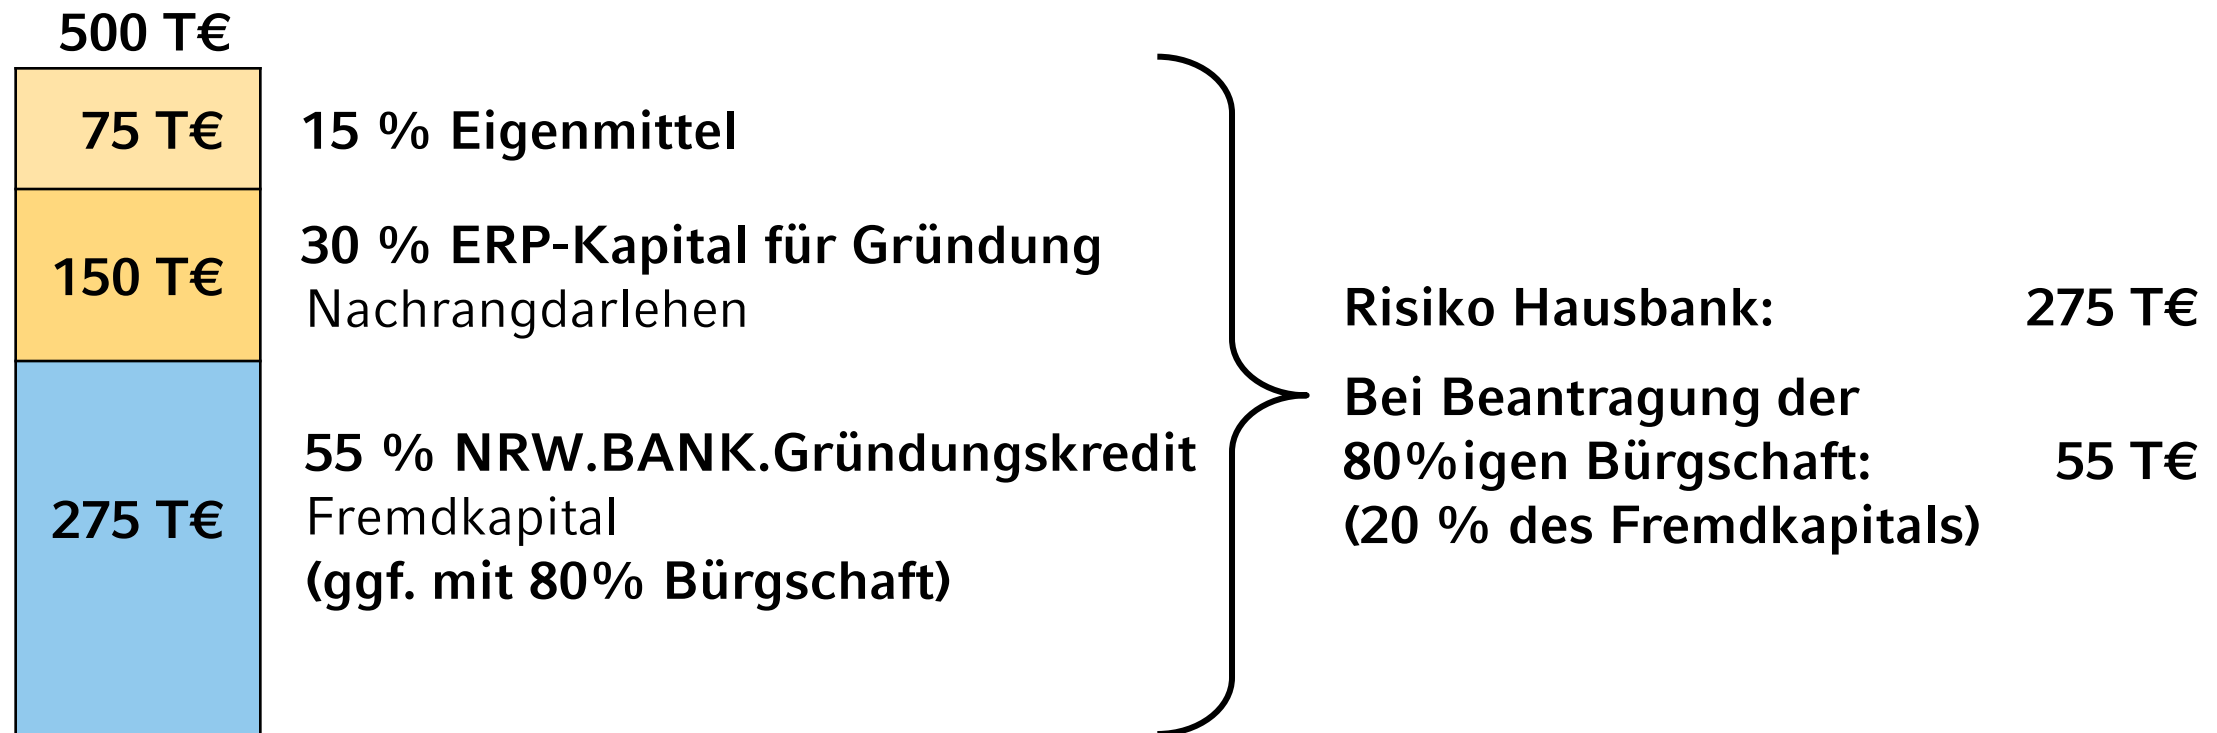 500 T€
75 T€ 15 % Eigenmittel
150 T€ 30 % ERP-Kapital für Gründung
Nachrangdarlehen
275 T€ 55 % NRW.BANK.Gründungskredit
Fremdkapital
(ggf. mit 80% Bürgschaft)
Risiko Hausbank: 275 T€
Bei Beantragung der
80%igen Bürgschaft: 55 T€
(20 % des Fremdkapitals)